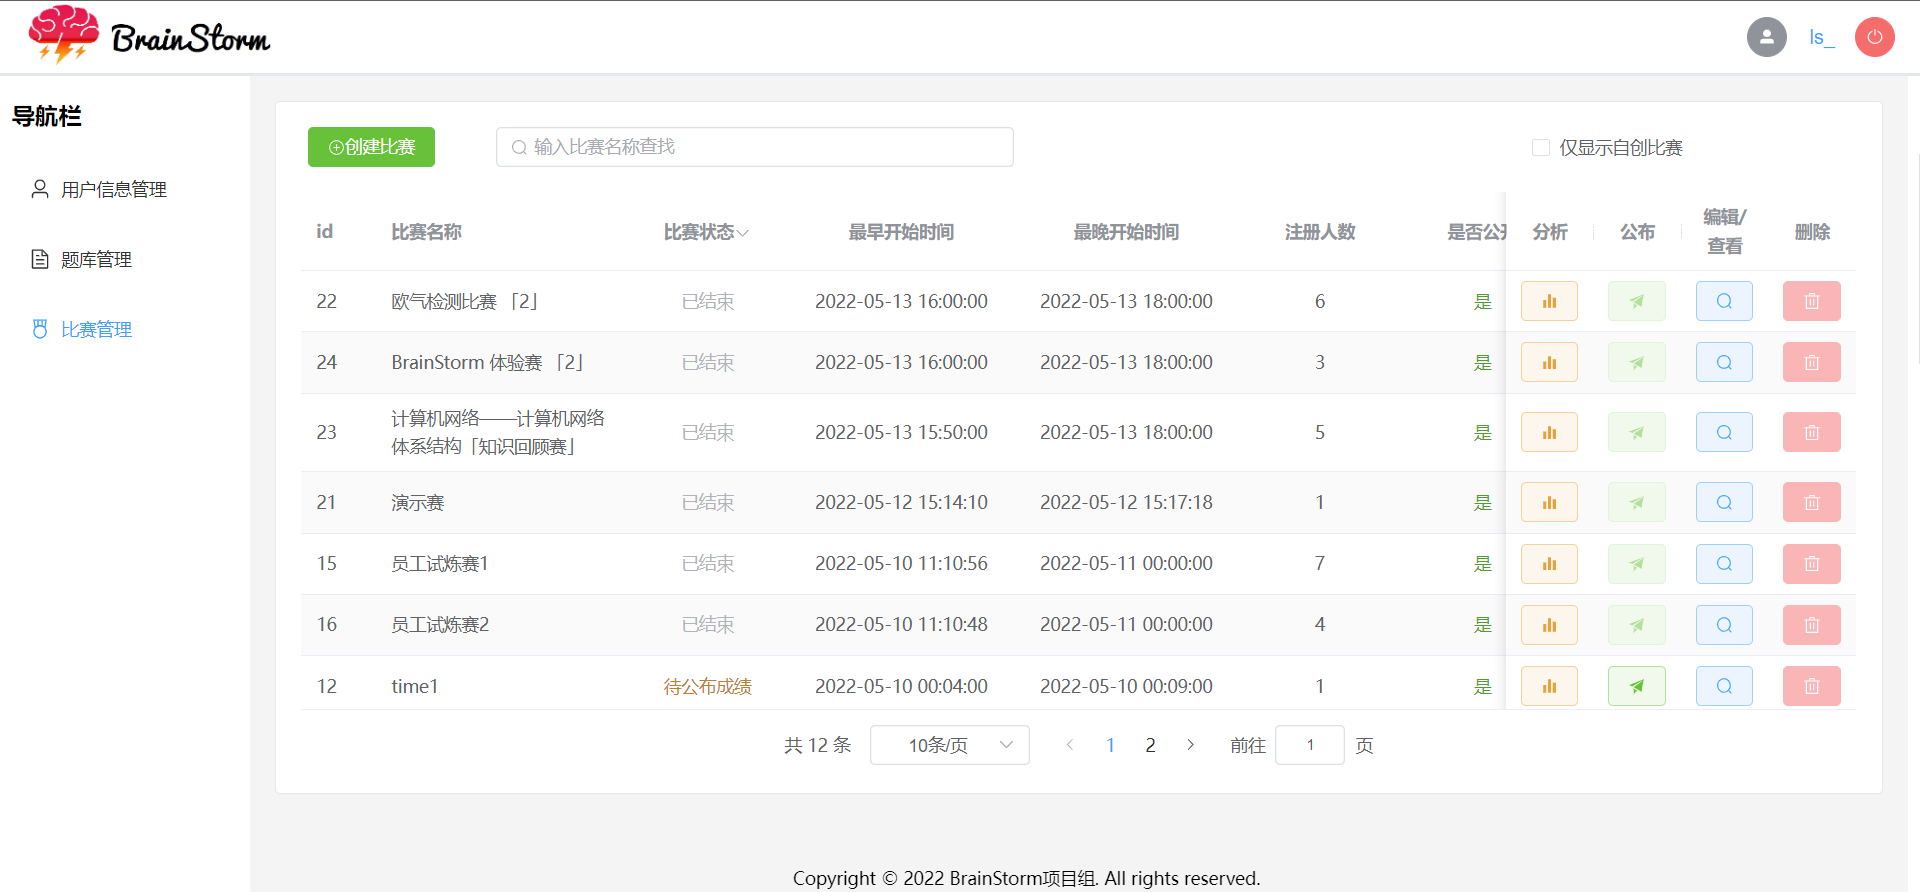 BrainStorm
ls_
导航栏
用户信息管理
题库管理
比赛管理
创建比赛
输入比赛名称查找
仅显示自创比赛
id 比赛名称 比赛状态 最早开始时间 最晚开始时间 注册人数 是否公开 分析 公布 编辑/
查看 删除
22 欧气检测比赛 「2」 已结束 2022-05-13 16:00:00 2022-05-13 18:00:00 6 是
24 BrainStorm 体验赛 「2」 已结束 2022-05-13 16:00:00 2022-05-13 18:00:00 3 是
23 计算机网络——计算机网络
体系结构「知识回顾赛」 已结束 2022-05-13 15:50:00 2022-05-13 18:00:00 5 是
21 演示赛 已结束 2022-05-12 15:14:10 2022-05-12 15:17:18 1 是
15 员工试炼赛1 已结束 2022-05-10 11:10:56 2022-05-11 00:00:00 7 是
16 员工试炼赛2 已结束 2022-05-10 11:10:48 2022-05-11 00:00:00 4 是
12 time1 待公布成绩 2022-05-10 00:04:00 2022-05-10 00:09:00 1 是
共 12 条 10条/页 1 2 前往 1 页
Copyright © 2022 BrainStorm项目组. All rights reserved.